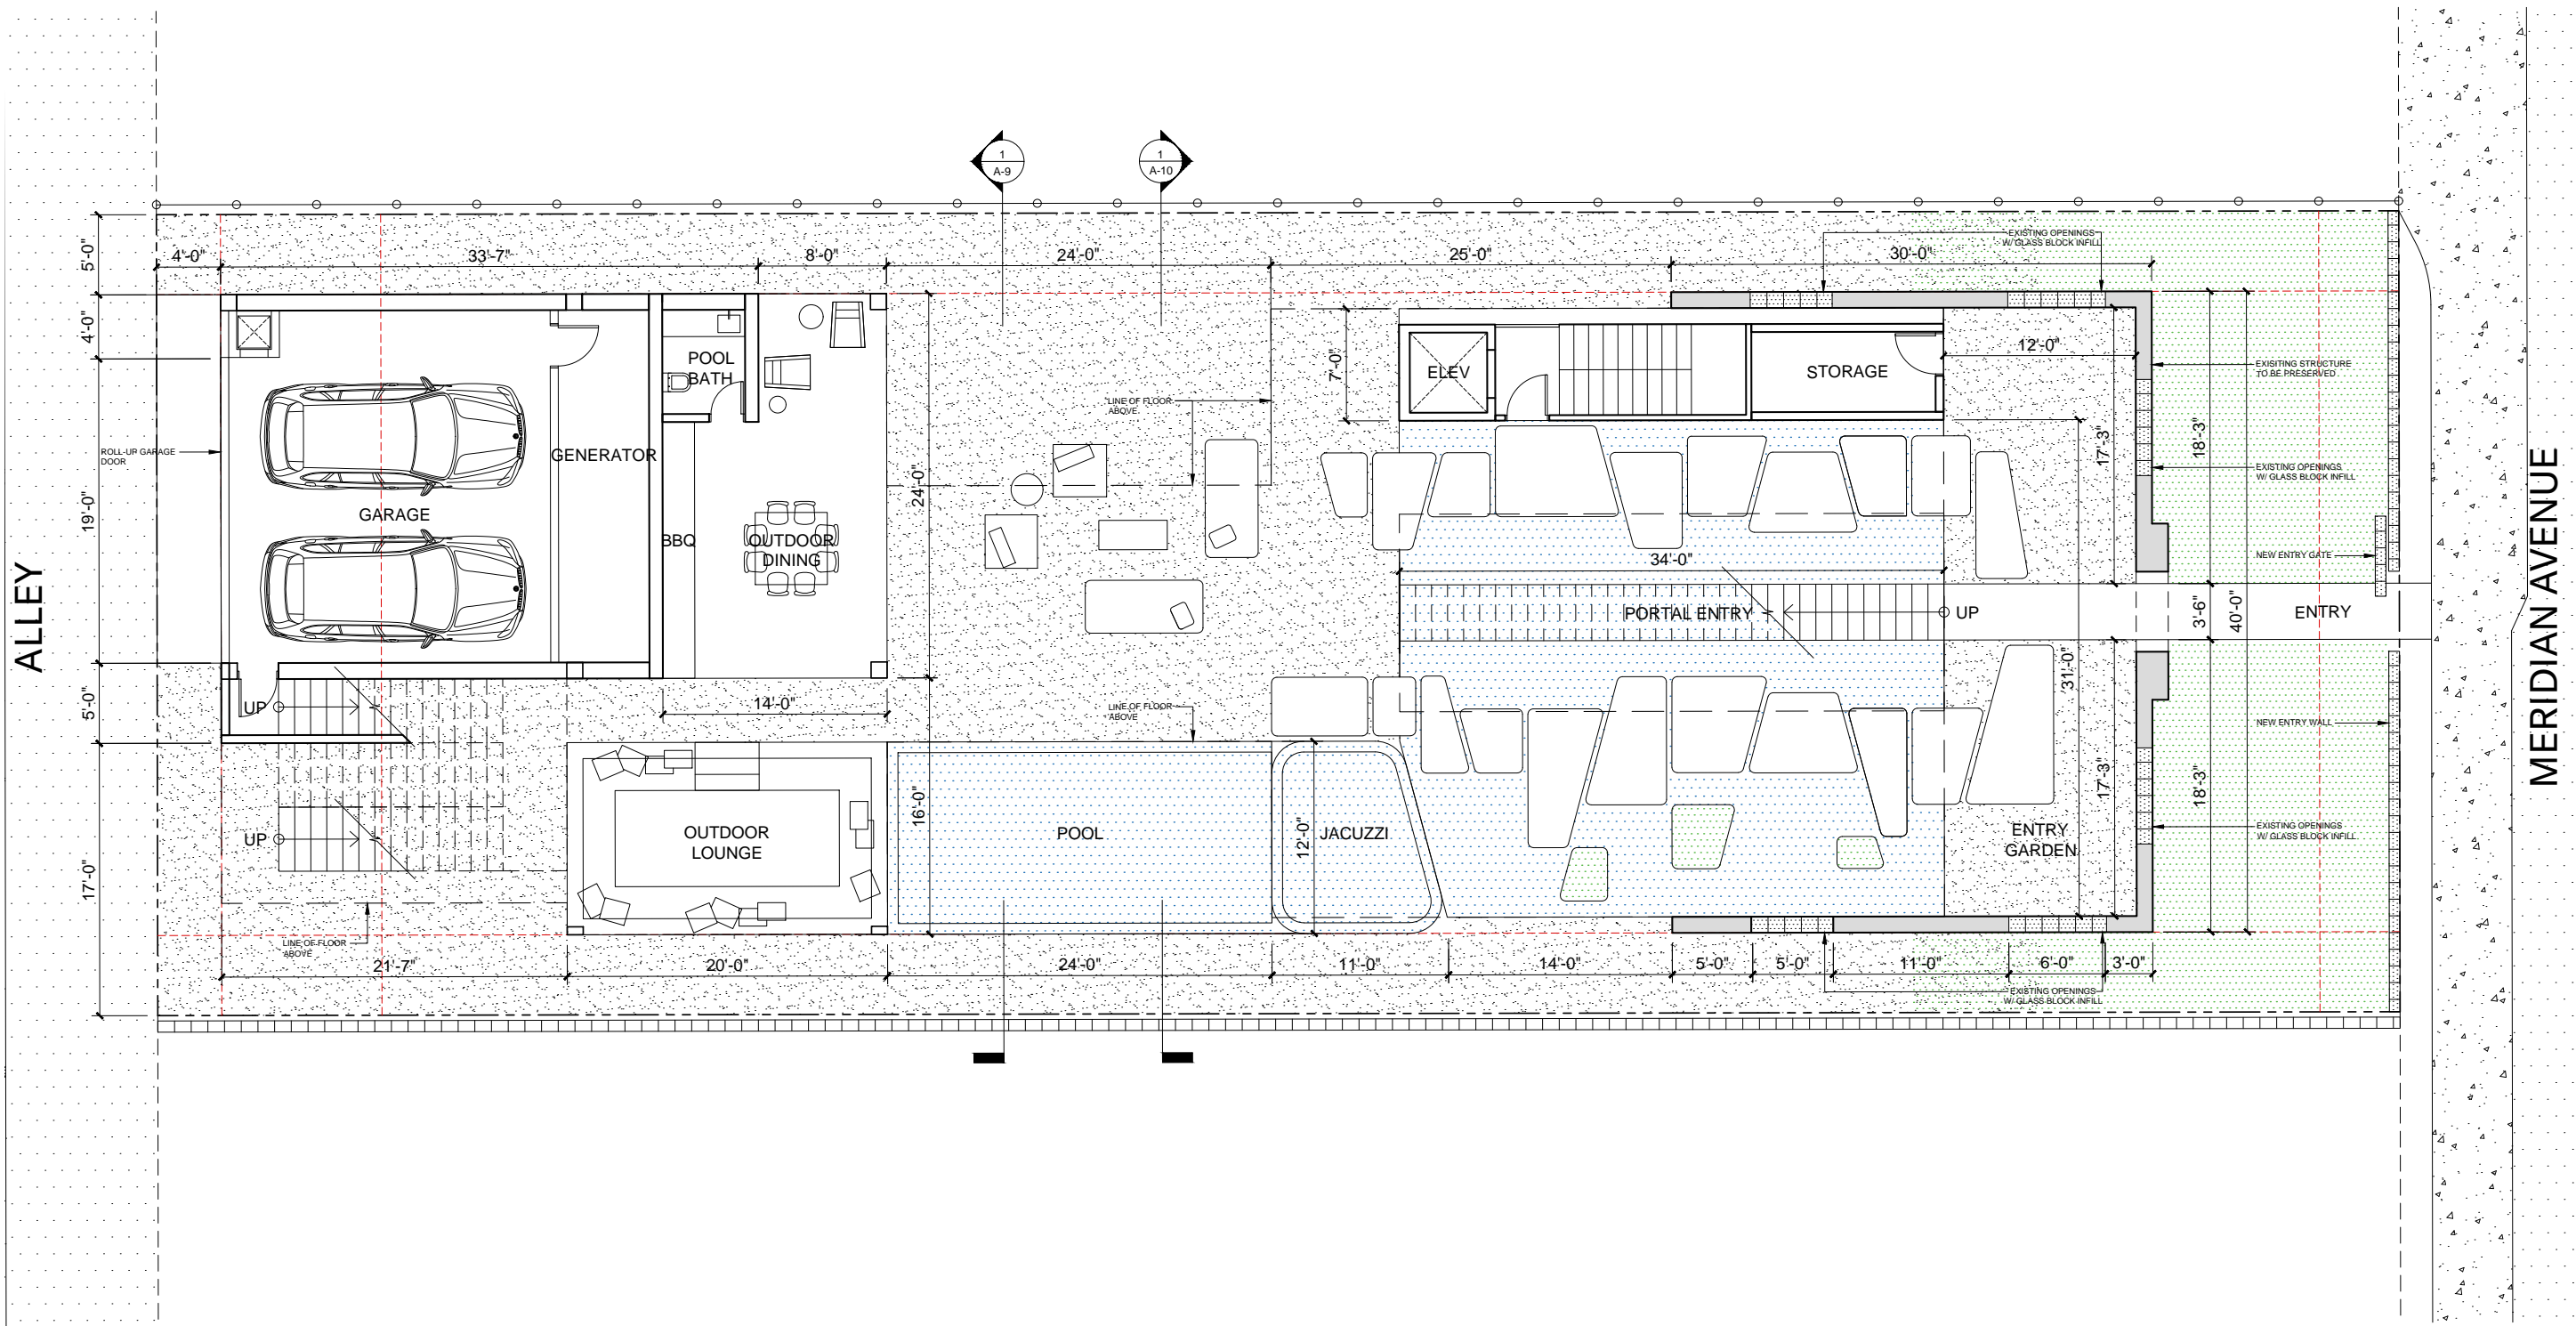 1
A-9
1
A-10
5'-0"
4'-0"
33'-7"
8'-0"
24'-0"
25'-0"
30'-0"
EXISTING OPENINGS
W/ GLASS BLOCK INFILL
4'-0"
POOL
BATH
7'-0"
ELEV
STORAGE
12'-0"
EXISITING STRUCTURE
TO BE PRESERVED
LINE OF FLOOR
ABOVE
ROLL-UP GARAGE
DOOR
GENERATOR
24'-0"
17'-3"
18'-3"
EXISTING OPENINGS
W/ GLASS BLOCK INFILL
19'-0"
GARAGE
BBQ
OUTDOOR
DINING
34'-0"
NEW ENTRY GATE
ALLEY
PORTAL ENTRY
UP
3'-6"
40'-0"
ENTRY
MERIDIAN AVENUE
31'-0"
5'-0"
UP
14'-0"
LINE OF FLOOR
ABOVE
NEW ENTRY WALL
17'-3"
18'-3"
16'-0"
12'-0"
UP
OUTDOOR
LOUNGE
POOL
JACUZZI
ENTRY
GARDEN
EXISTING OPENINGS
W/ GLASS BLOCK INFILL
17'-0"
LINE OF FLOOR
ABOVE
21'-7"
20'-0"
24'-0"
11'-0"
14'-0"
5'-0"
5'-0"
11'-0"
6'-0"
3'-0"
EXISTING OPENINGS
W/ GLASS BLOCK INFILL